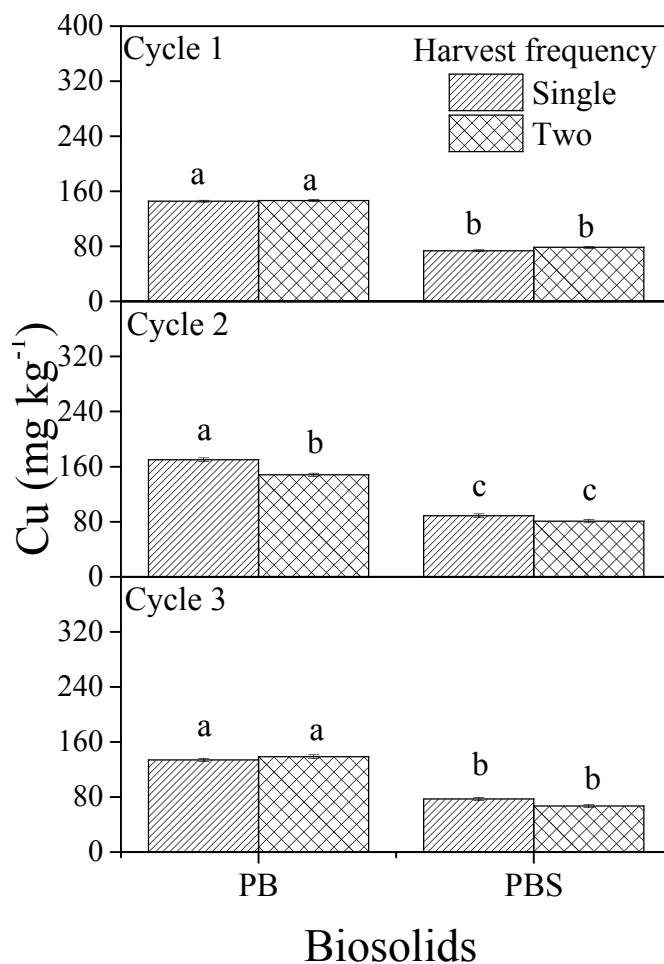 400
Cycle 1
Harvest frequency
320
Single
240
Two
160
a
a
80
b
b
0
Cycle 2
320
240
a
b
160
c
c
80
0
Cycle 3
320
240
a
a
160
b
b
80
0
Cu (mg kg⁻¹)
PB
PBS
Biosolids